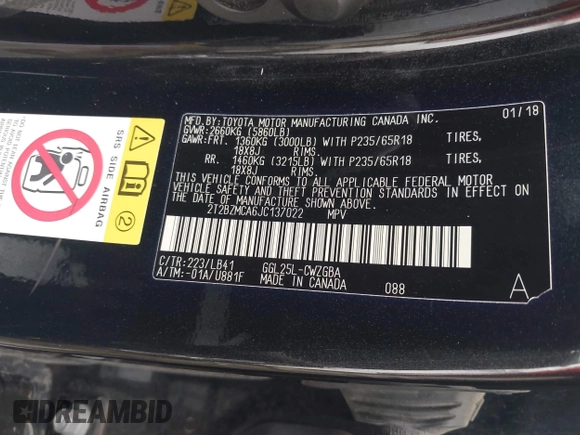 MFD.BY:TOYOTA MOTOR MANUFACTURING CANADA INC. 01/18
GVWR:2660KG (5860LB)
GAWR:FRT. 1360KG (3000LB) WITH P235/65R18 TIRES,
18X8J RIMS.
RR. 1460KG (3215LB) WITH P235/65R18 TIRES,
18X8J RIMS.
THIS VEHICLE CONFORMS TO ALL APPLICABLE FEDERAL MOTOR
VEHICLE SAFETY AND THEFT PREVENTION STANDARDS IN EFFECT ON
THE DATE OF MANUFACTURE SHOWN ABOVE.
2T2BZMCA6JC137022 MPV
C/TR:223/LB41 GGL25L-CWZGBA
A/TM:-01A/U881F MADE IN CANADA 088
A
SRS SIDE AIRBAG
2
DREAMBID